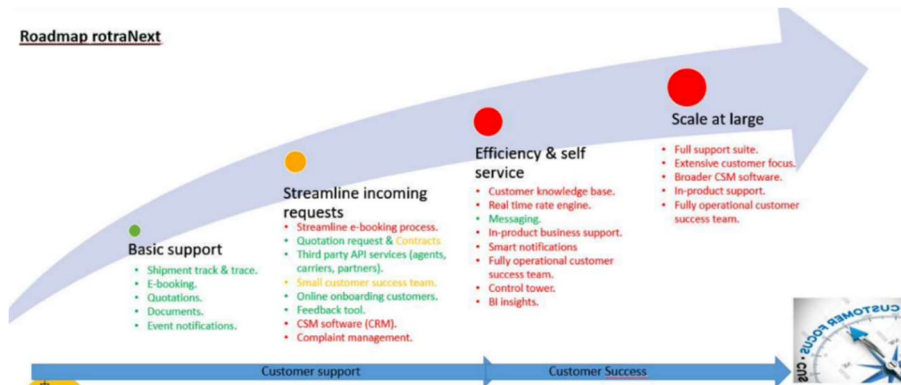 Roadmap rotraNext
Basic support
Shipment track & trace.
E-booking.
Quotations.
Documents.
Event notifications.
Streamline incoming
requests
Streamline e-booking process.
Quotation request & Contracts
Third party API services (agents,
carriers, partners).
Small customer success team.
Online onboarding customers.
Feedback tool.
CSM software (CRM).
Complaint management.
Efficiency & self
service
Customer knowledge base.
Real time rate engine.
Messaging.
In-product business support.
Smart notifications
Fully operational customer
success team.
Control tower.
BI insights.
Scale at large
Full support suite.
Extensive customer focus.
Broader CSM software.
In-product support.
Fully operational customer
success team.
Customer support
Customer Success
CUSTOMER FOCUS • CUS